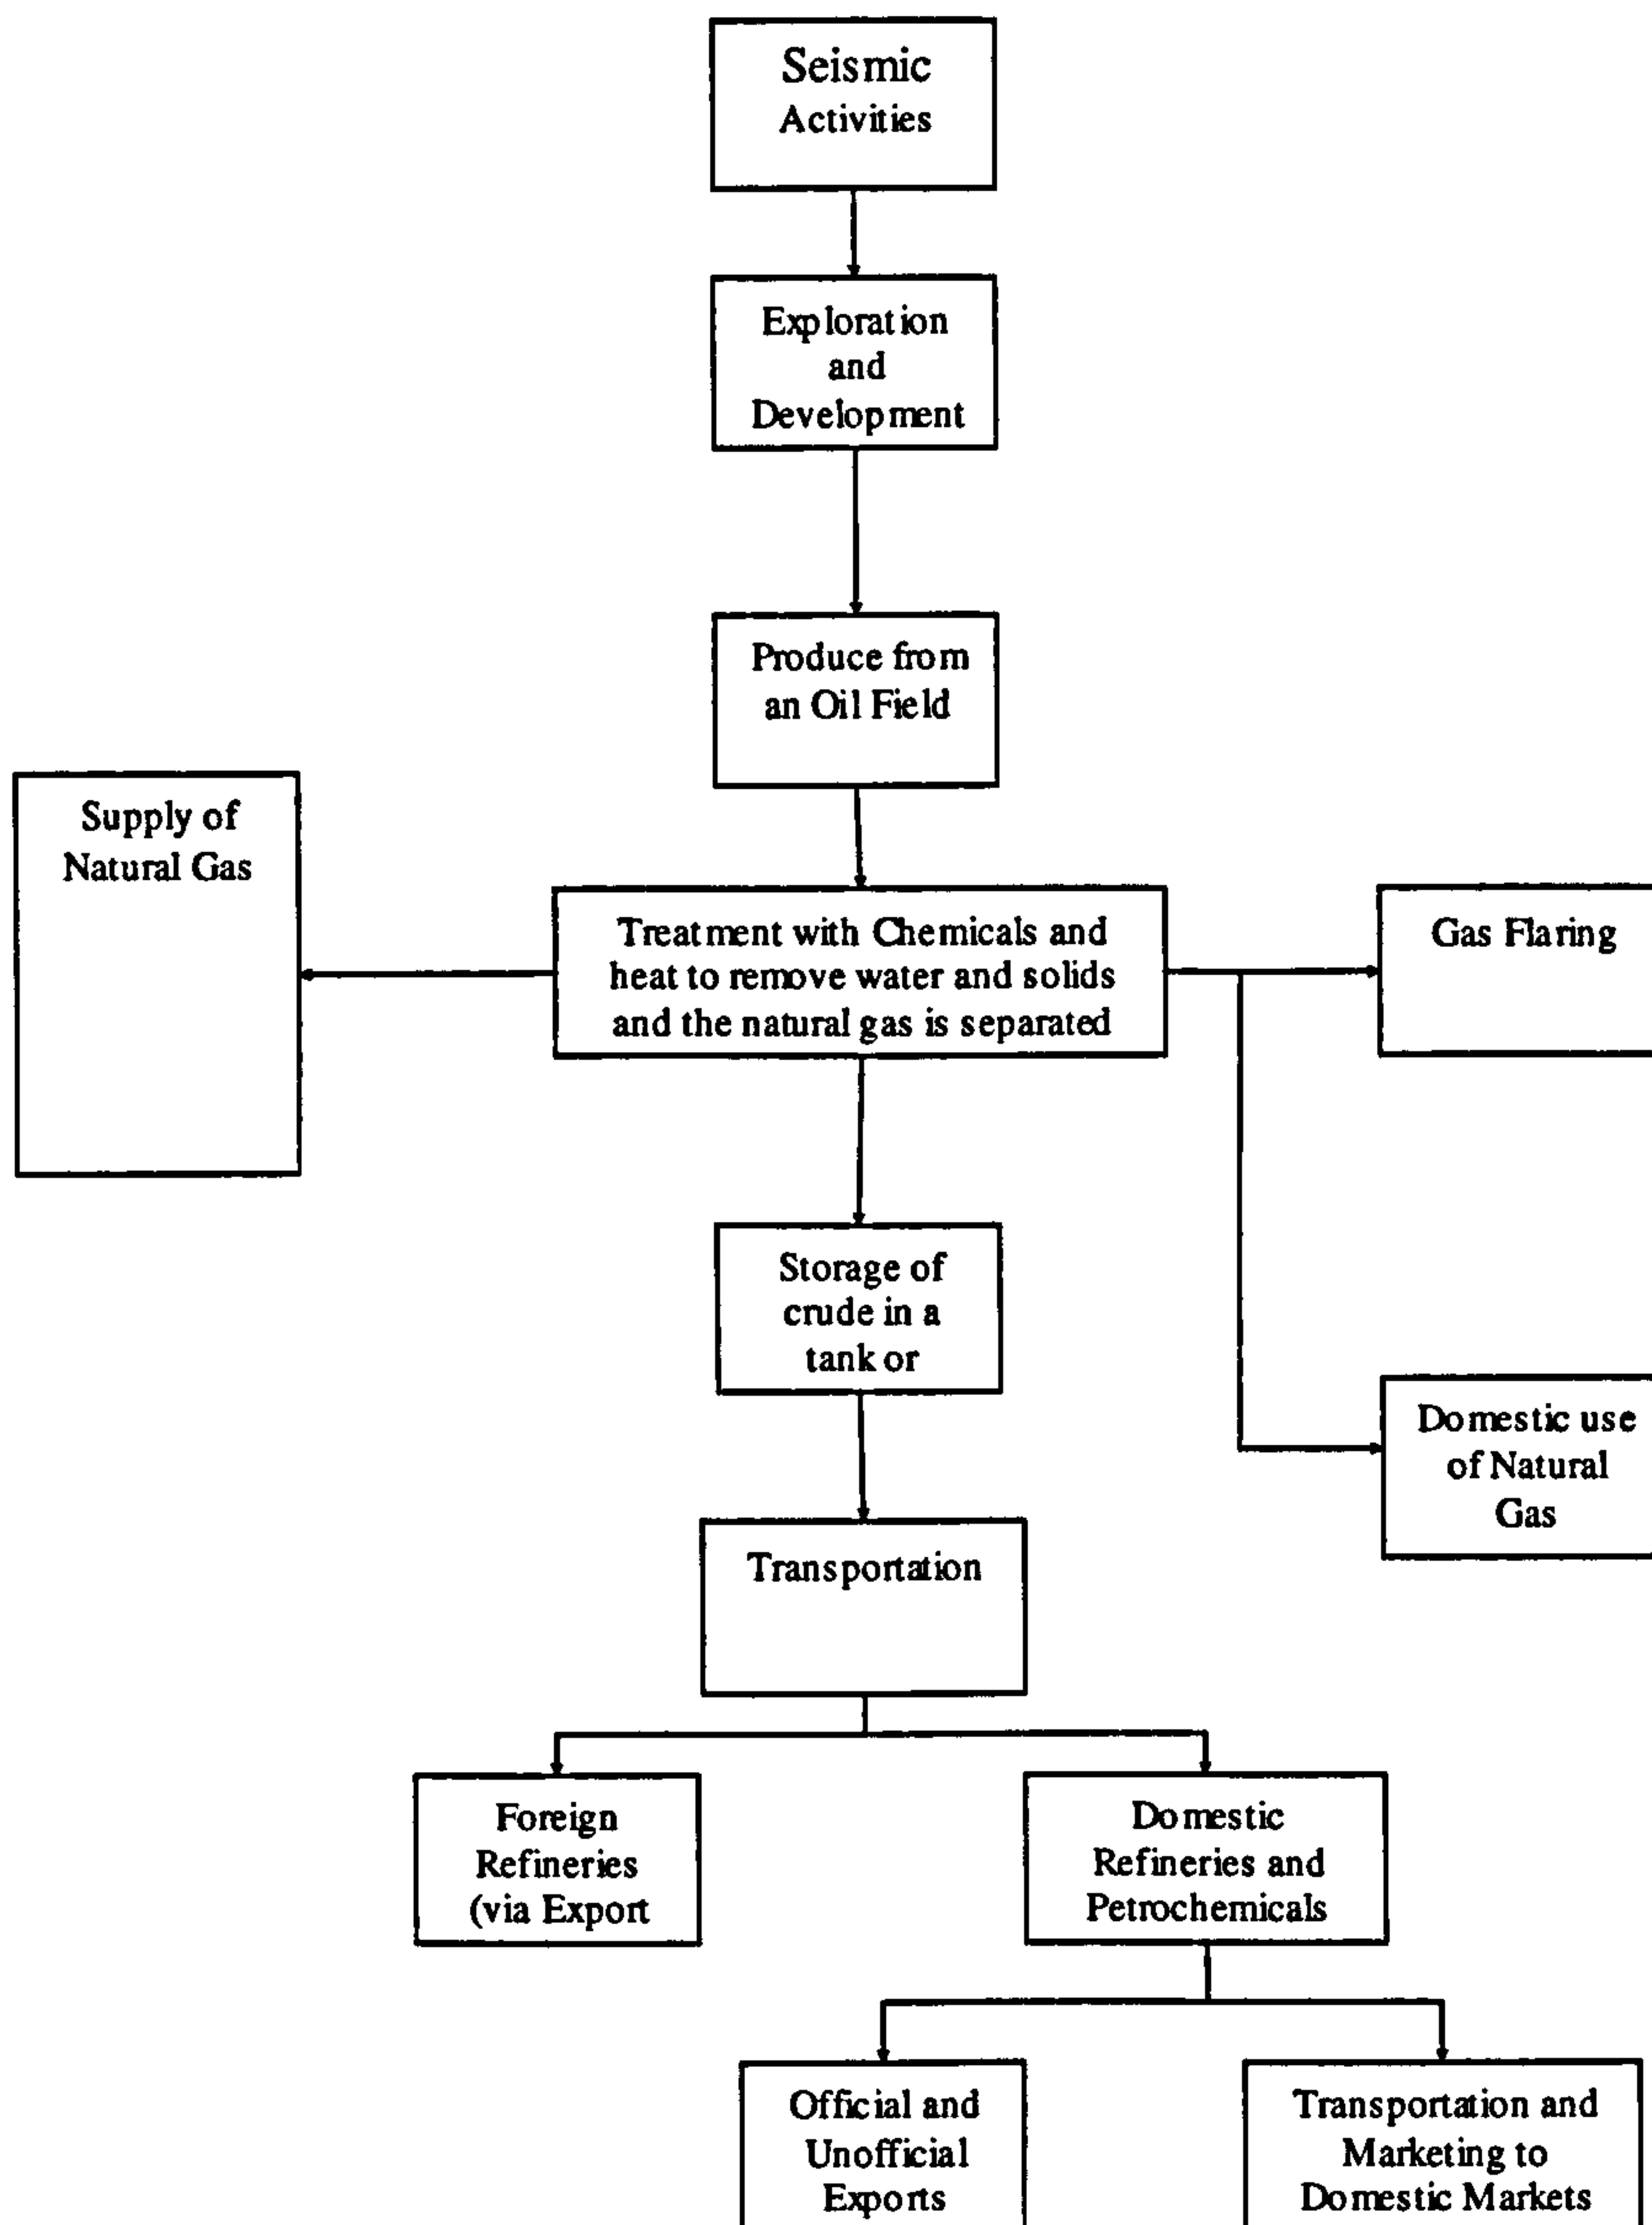 Seismic
Activities
Exploration
and
Development
Produce from
an Oil Field
Supply of
Natural Gas
Treatment with Chemicals and
heat to remove water and solids
and the natural gas is separated
Gas Flaring
Storage of
crude in a
tank or
Domestic use
of Natural
Gas
Transportation
Foreign
Refineries
(via Export
Domestic
Refineries and
Petrochemicals
Official and
Unofficial
Exports
Transportation and
Marketing to
Domestic Markets